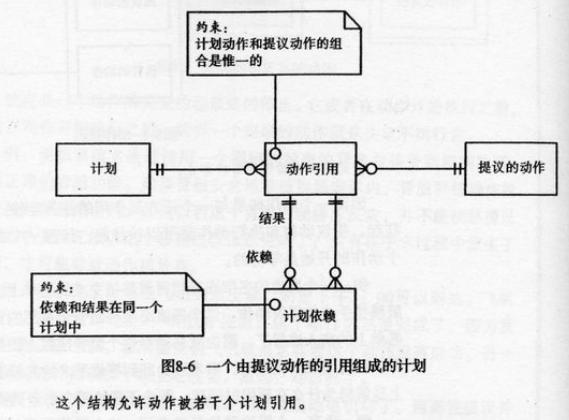 约束：
计划动作和提议动作的组
合是惟一的
计划
动作引用
提议的动作
结果
依赖
约束：
依赖和结果在同一个
计划中
计划依赖
图8-6 一个由提议动作的引用组成的计划
这个结构允许动作被若干个计划引用。